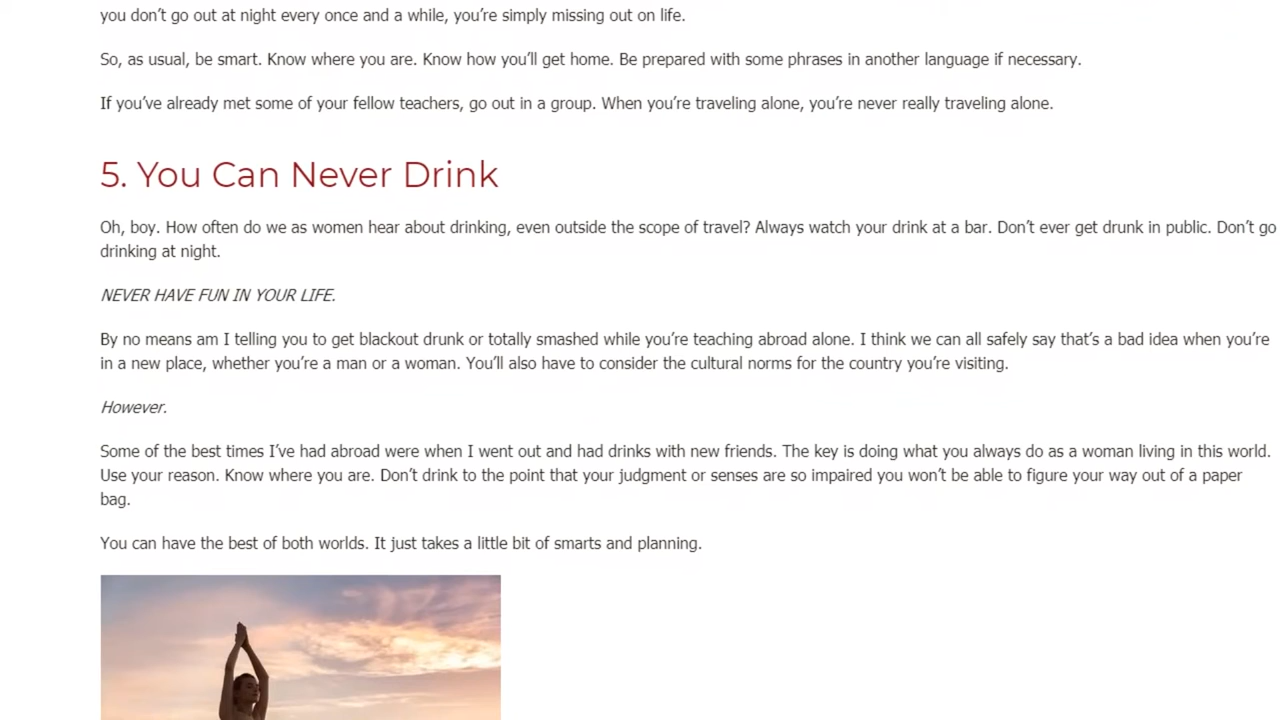 you don’t go out at night every once and a while, you’re simply missing out on life.
So, as usual, be smart. Know where you are. Know how you’ll get home. Be prepared with some phrases in another language if necessary.
If you’ve already met some of your fellow teachers, go out in a group. When you’re traveling alone, you’re never really traveling alone.
5. You Can Never Drink
Oh, boy. How often do we as women hear about drinking, even outside the scope of travel? Always watch your drink at a bar. Don’t ever get drunk in public. Don’t go
drinking at night.
NEVER HAVE FUN IN YOUR LIFE.
By no means am I telling you to get blackout drunk or totally smashed while you’re teaching abroad alone. I think we can all safely say that’s a bad idea when you’re
in a new place, whether you’re a man or a woman. You’ll also have to consider the cultural norms for the country you’re visiting.
However.
Some of the best times I’ve had abroad were when I went out and had drinks with new friends. The key is doing what you always do as a woman living in this world.
Use your reason. Know where you are. Don’t drink to the point that your judgment or senses are so impaired you won’t be able to figure your way out of a paper
bag.
You can have the best of both worlds. It just takes a little bit of smarts and planning.